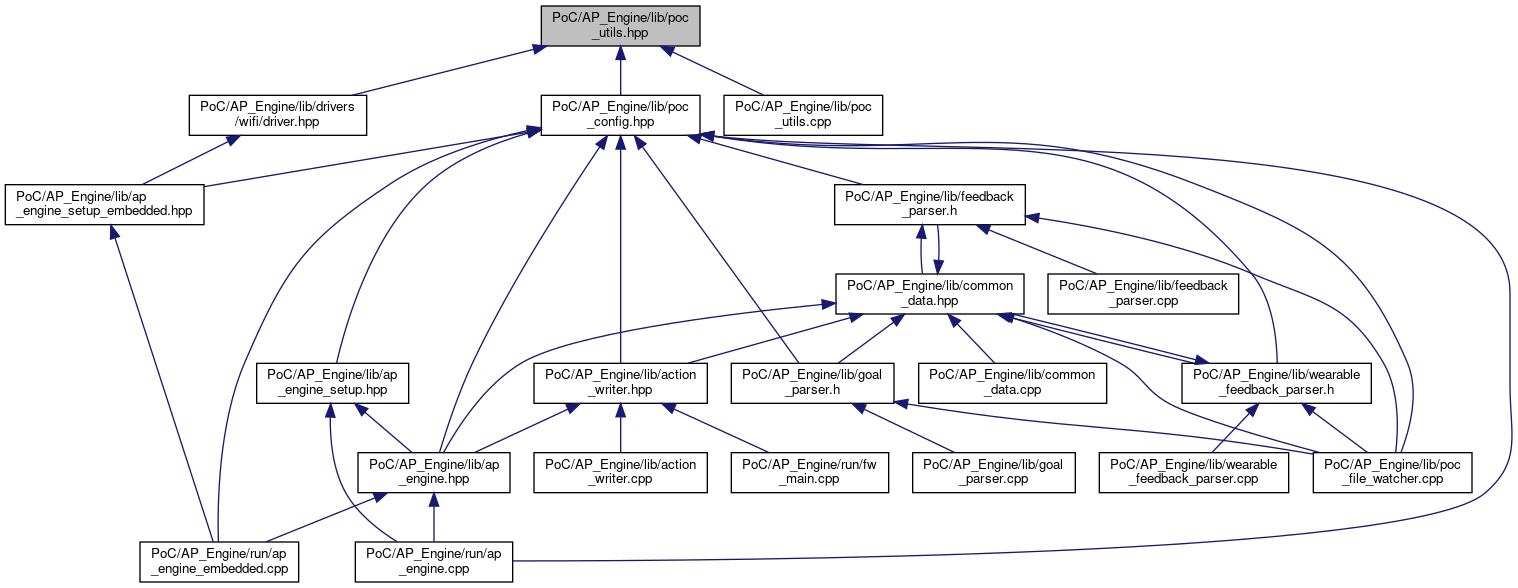 PoC/AP_Engine/lib/poc
_utils.hpp
PoC/AP_Engine/lib/drivers
/wifi/driver.hpp
PoC/AP_Engine/lib/poc
_config.hpp
PoC/AP_Engine/lib/poc
_utils.cpp
PoC/AP_Engine/lib/ap
_engine_setup_embedded.hpp
PoC/AP_Engine/lib/feedback
_parser.h
PoC/AP_Engine/lib/common
_data.hpp
PoC/AP_Engine/lib/feedback
_parser.cpp
PoC/AP_Engine/lib/ap
_engine_setup.hpp
PoC/AP_Engine/lib/action
_writer.hpp
PoC/AP_Engine/lib/goal
_parser.h
PoC/AP_Engine/lib/common
_data.cpp
PoC/AP_Engine/lib/wearable
_feedback_parser.h
PoC/AP_Engine/lib/ap
_engine.hpp
PoC/AP_Engine/lib/action
_writer.cpp
PoC/AP_Engine/run/fw
_main.cpp
PoC/AP_Engine/lib/goal
_parser.cpp
PoC/AP_Engine/lib/wearable
_feedback_parser.cpp
PoC/AP_Engine/lib/poc
_file_watcher.cpp
PoC/AP_Engine/run/ap
_engine_embedded.cpp
PoC/AP_Engine/run/ap
_engine.cpp